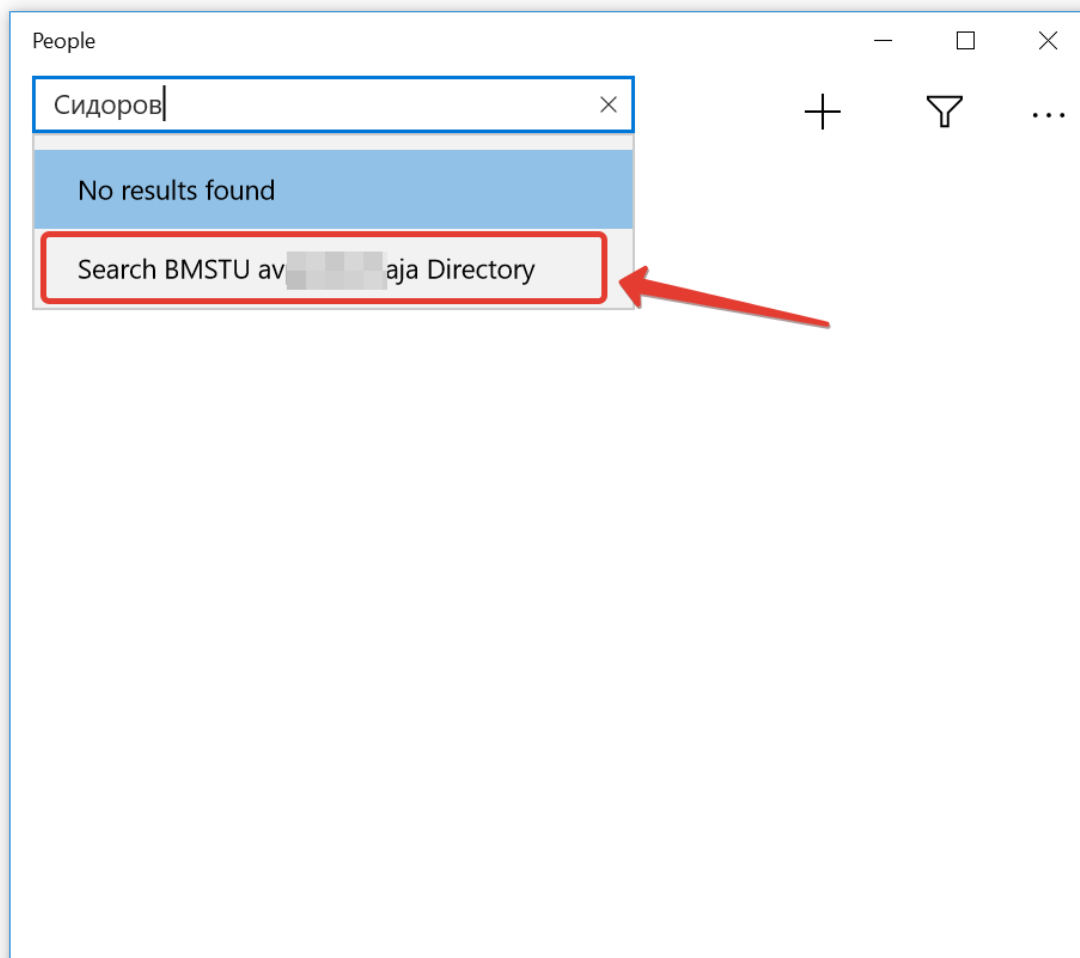 People
Сидоров
No results found
Search BMSTU av aja Directory